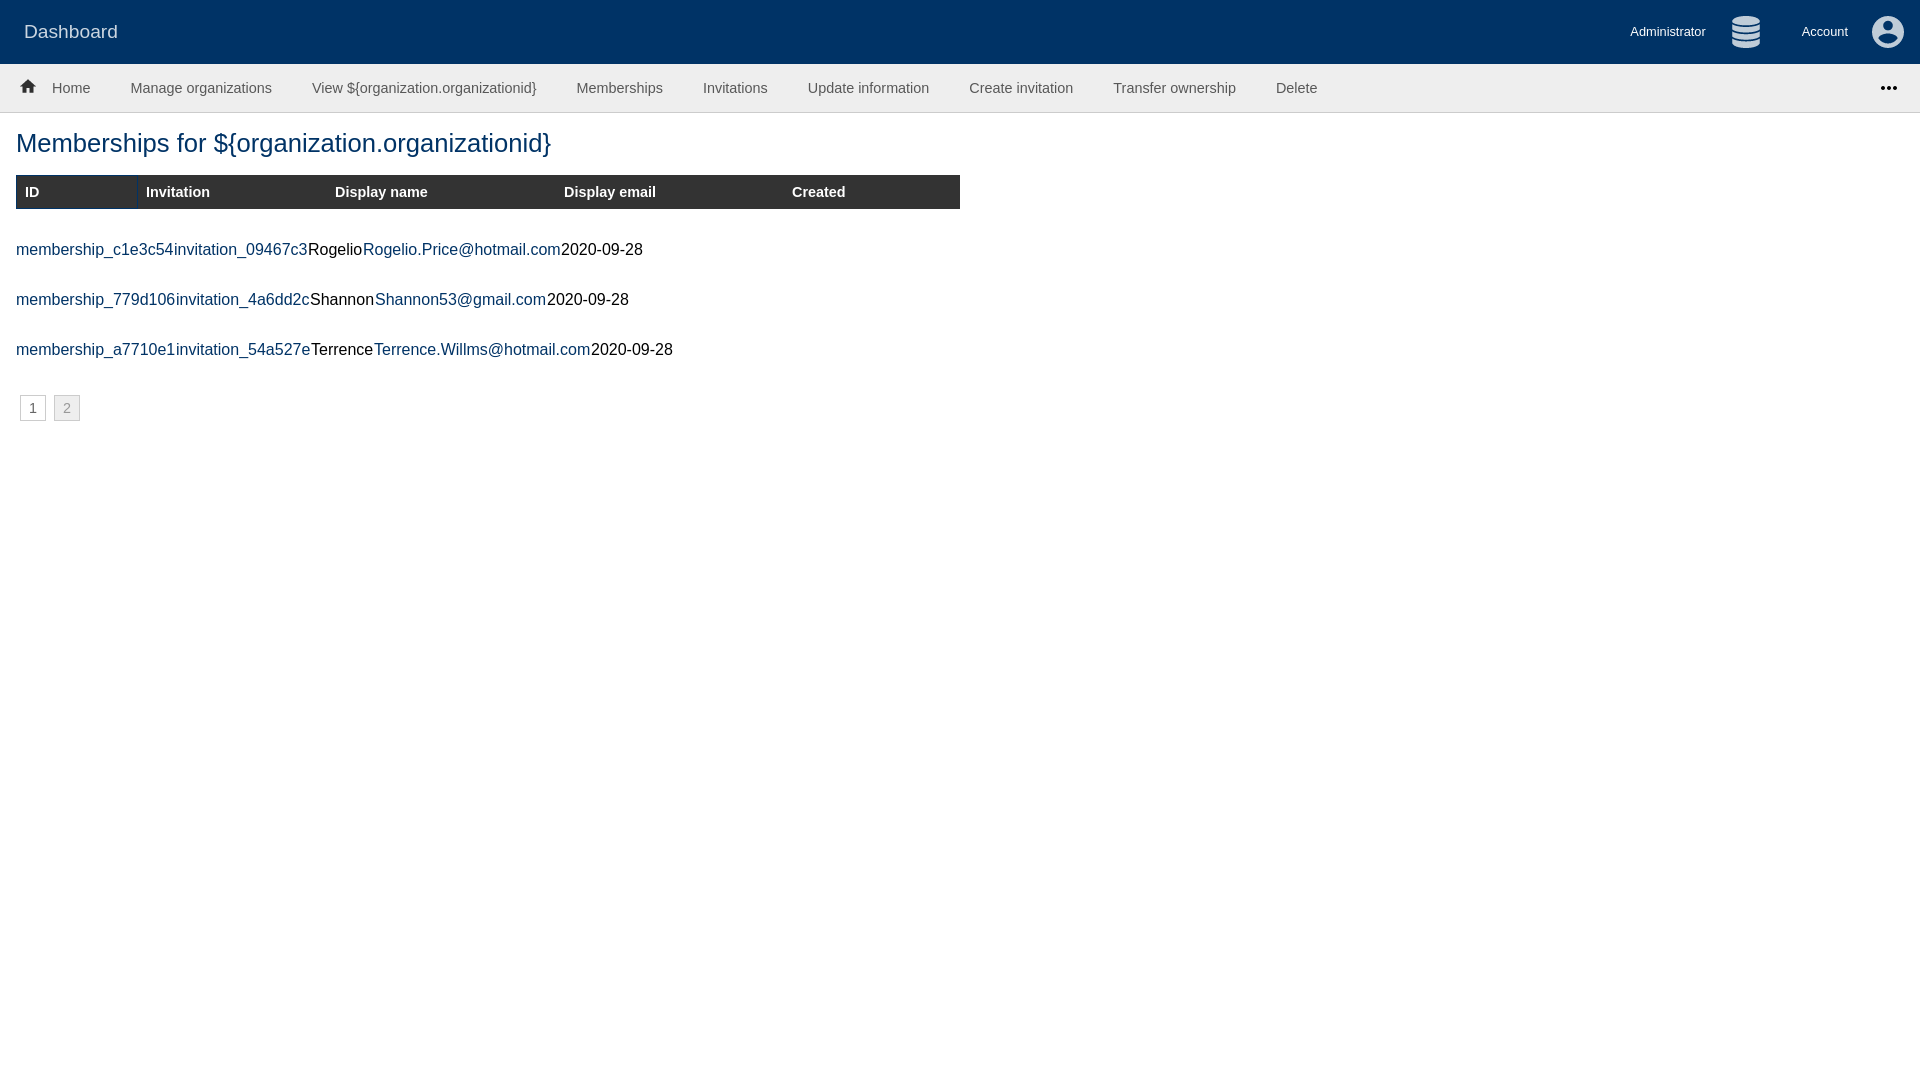 Dashboard Administrator Account
Home Manage organizations View ${organization.organizationid} Memberships Invitations Update information Create invitation Transfer ownership Delete
Memberships for ${organization.organizationid}
ID Invitation Display name Display email Created
membership_c1e3c54 invitation_09467c3 Rogelio Rogelio.Price@hotmail.com 2020-09-28
membership_779d106 invitation_4a6dd2c Shannon Shannon53@gmail.com 2020-09-28
membership_a7710e1 invitation_54a527e Terrence Terrence.Willms@hotmail.com 2020-09-28
1 2